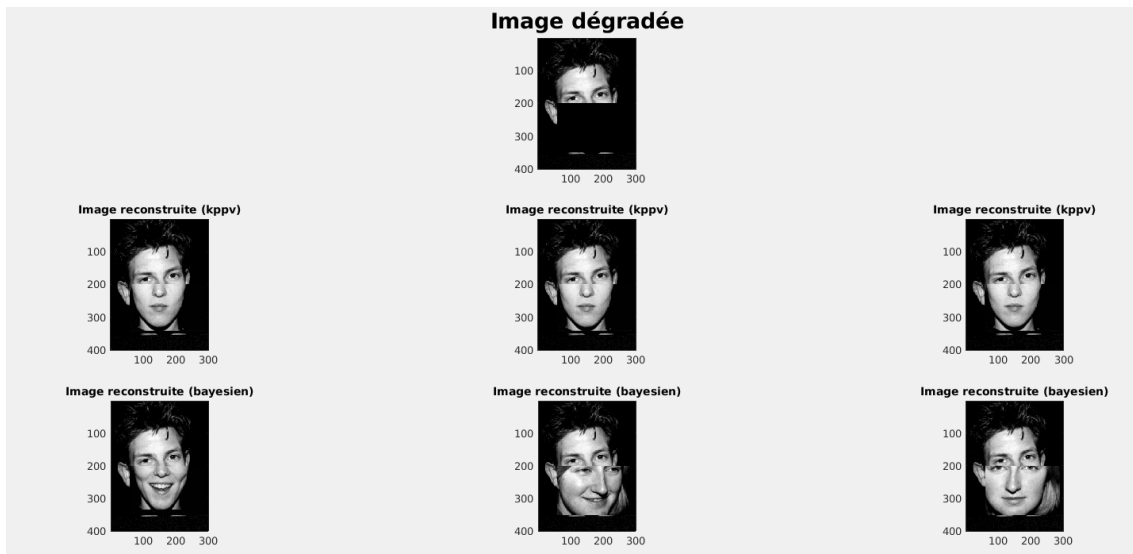 Image dégradée
100
200
300
400
100 200 300
Image reconstruite (kppv) Image reconstruite (kppv) Image reconstruite (kppv)
100 100 100
200 200 200
300 300 300
400 400 400
100 200 300 100 200 300 100 200 300
Image reconstruite (bayesien) Image reconstruite (bayesien) Image reconstruite (bayesien)
100 100 100
200 200 200
300 300 300
400 400 400
100 200 300 100 200 300 100 200 300